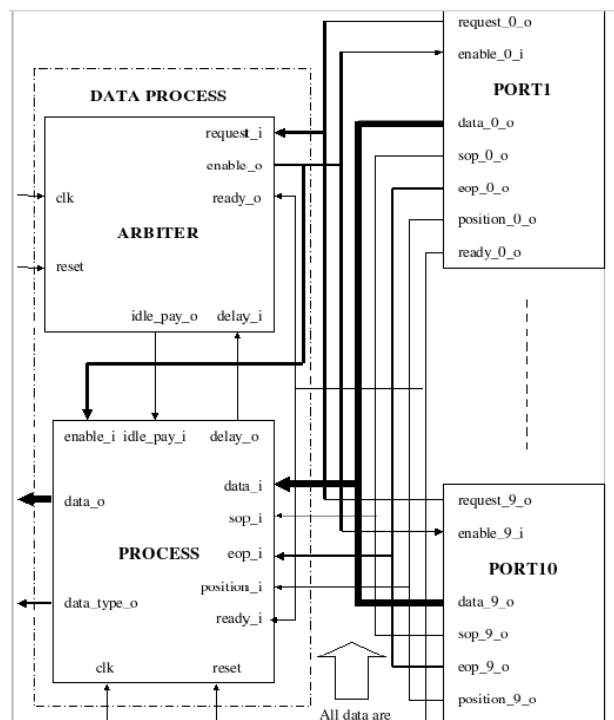 DATA PROCESS
request_i
enable_o
ready_o
clk
ARBITER
reset
idle_pay_o delay_i
enable_i idle_pay_i delay_o
data_i
data_o
sop_i
PROCESS
eop_i
position_i
data_type_o
ready_i
clk reset
request_0_o
enable_0_i
PORT1
data_0_o
sop_0_o
eop_0_o
position_0_o
ready_0_o
request_9_o
enable_9_i
PORT10
data_9_o
sop_9_o
eop_9_o
position_9_o
All data are